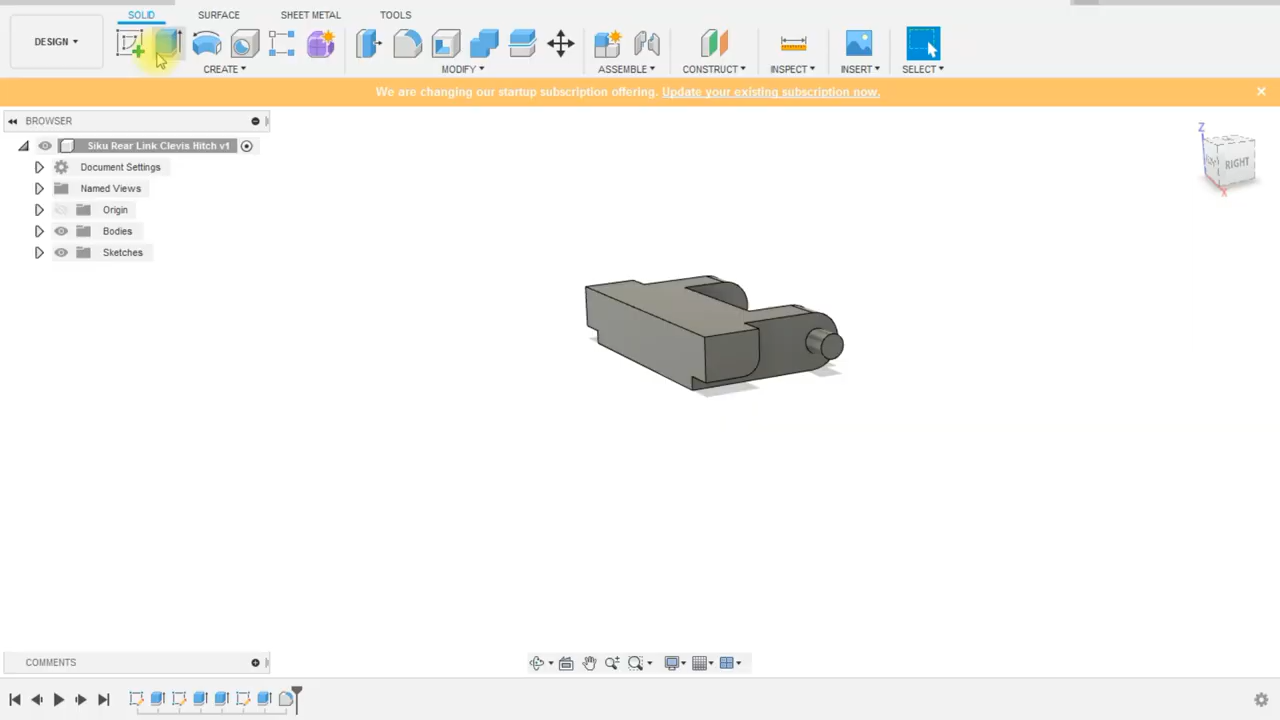 SOLID SURFACE SHEET METAL TOOLS
DESIGN
CREATE MODIFY ASSEMBLE CONSTRUCT INSPECT INSERT SELECT
We are changing our startup subscription offering. Update your existing subscription now.
BROWSER
Siku Rear Link Clevis Hitch v1
Document Settings
Named Views
Origin
Bodies
Sketches
Z
RIGHT
X
COMMENTS